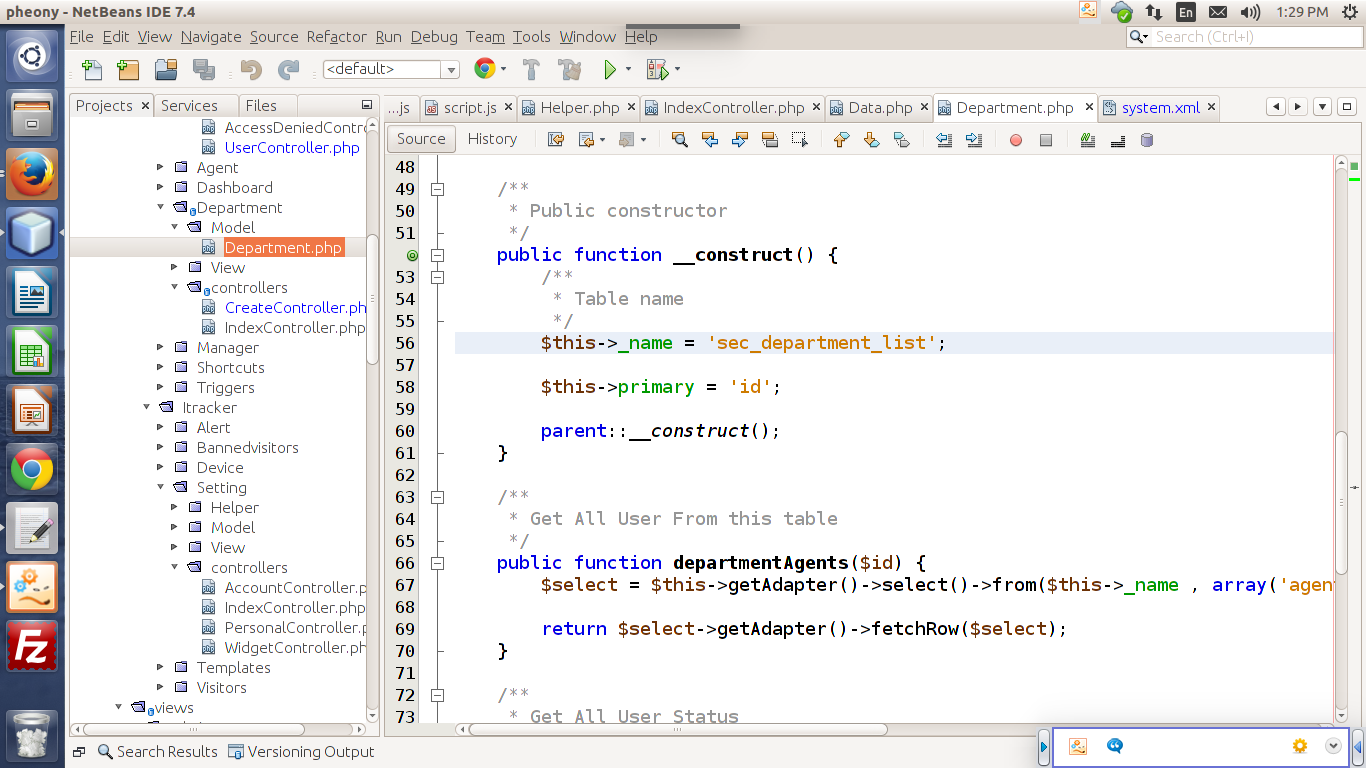 pheony - NetBeans IDE 7.4
En
1:29 PM
File Edit View Navigate Source Refactor Run Debug Team Tools Window Help
Search (Ctrl+I)
<default>
Projects Services Files
...js script.js Helper.php IndexController.php Data.php Department.php system.xml
Source History
AccessDeniedContro
UserController.php
Agent
Dashboard
Department
Model
Department.php
View
controllers
CreateController.ph
IndexController.php
Manager
Shortcuts
Triggers
Itracker
Alert
Bannedvisitors
Device
Setting
Helper
Model
View
controllers
AccountController.p
IndexController.php
PersonalController.p
WidgetController.ph
Templates
Visitors
views
48
49 /**
50 * Public constructor
51 */
public function __construct() {
53 /**
54 * Table name
55 */
56 $this->_name = 'sec_department_list';
57
58 $this->primary = 'id';
59
60 parent::__construct();
61 }
62
63 /**
64 * Get All User From this table
65 */
66 public function departmentAgents($id) {
67 $select = $this->getAdapter()->select()->from($this->_name , array('agen
68
69 return $select->getAdapter()->fetchRow($select);
70 }
71
72 /**
73 * Get All User Status
Search Results Versioning Output
Fz